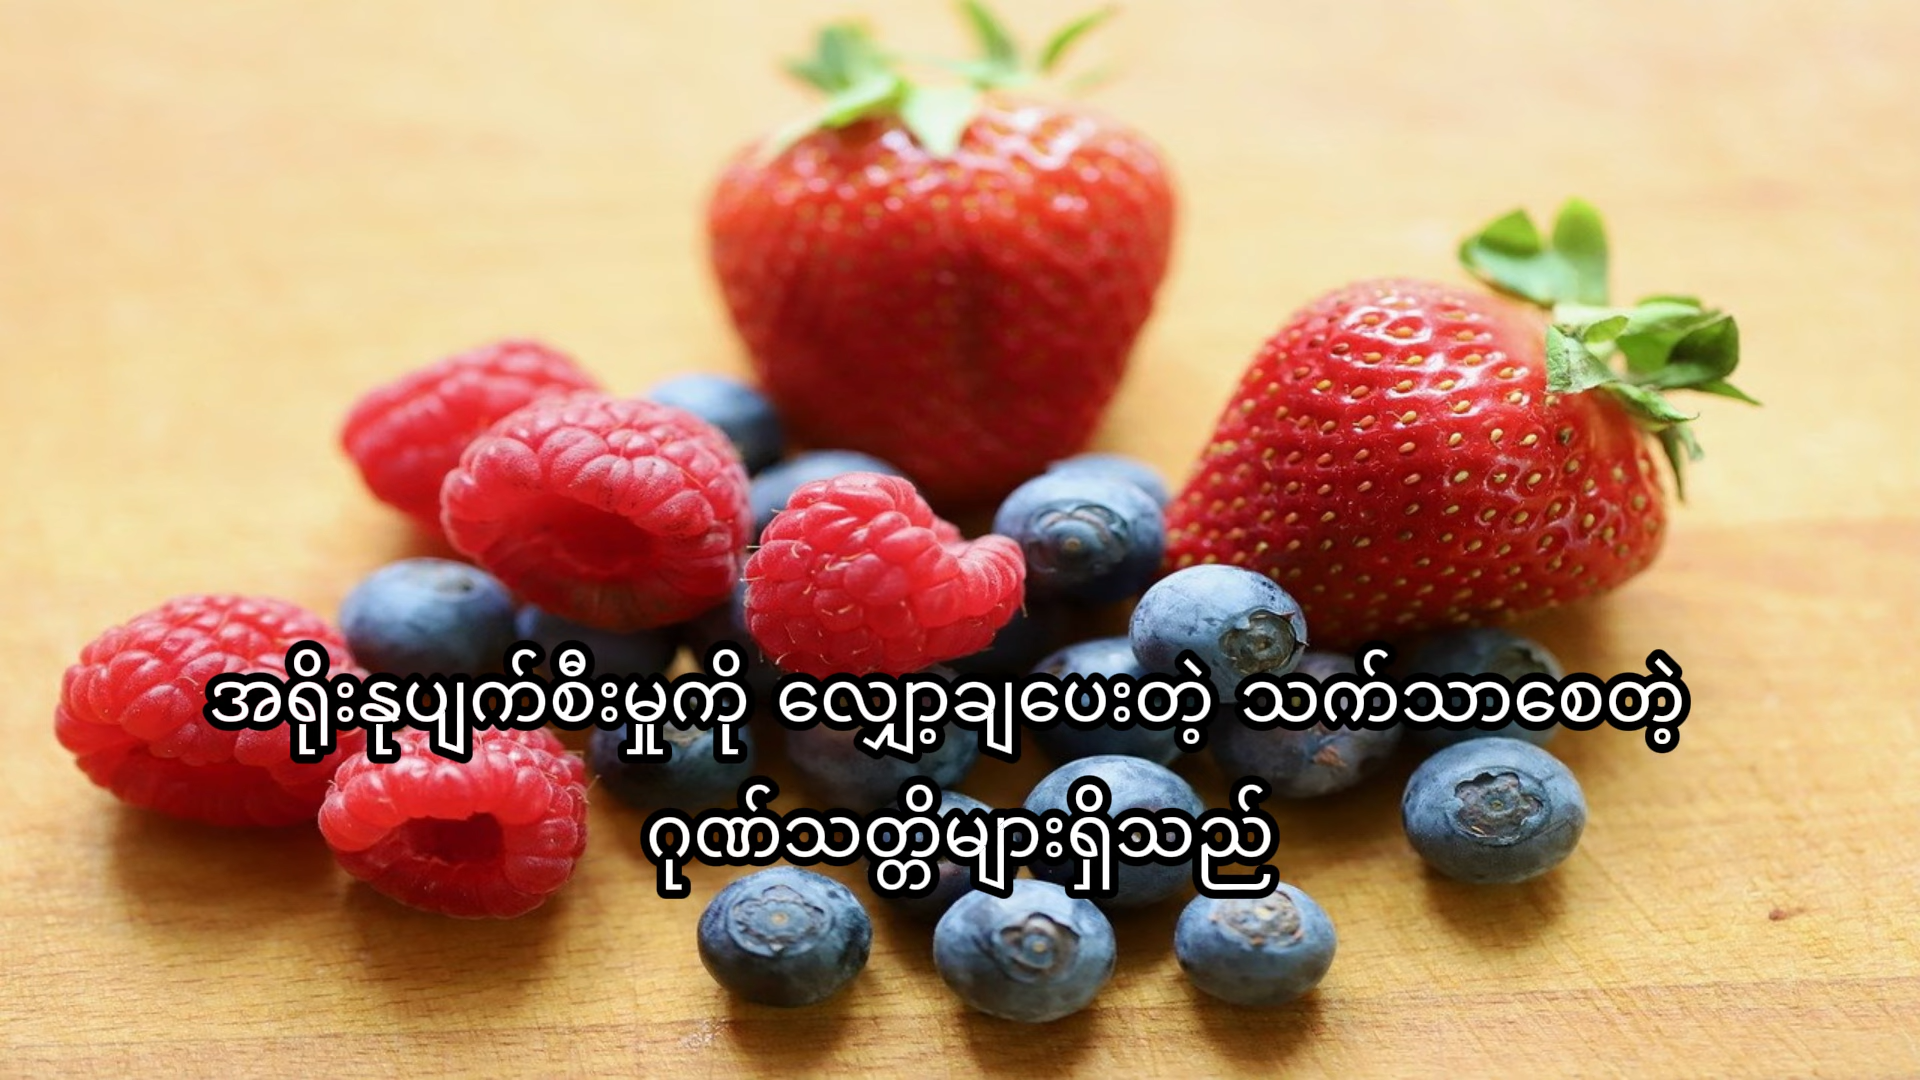 အရိုးနုပျက်စီးမှုကို လျှော့ချပေးတဲ့ သက်သာစေတဲ့
ဂုဏ်သတ္တိများရှိသည်